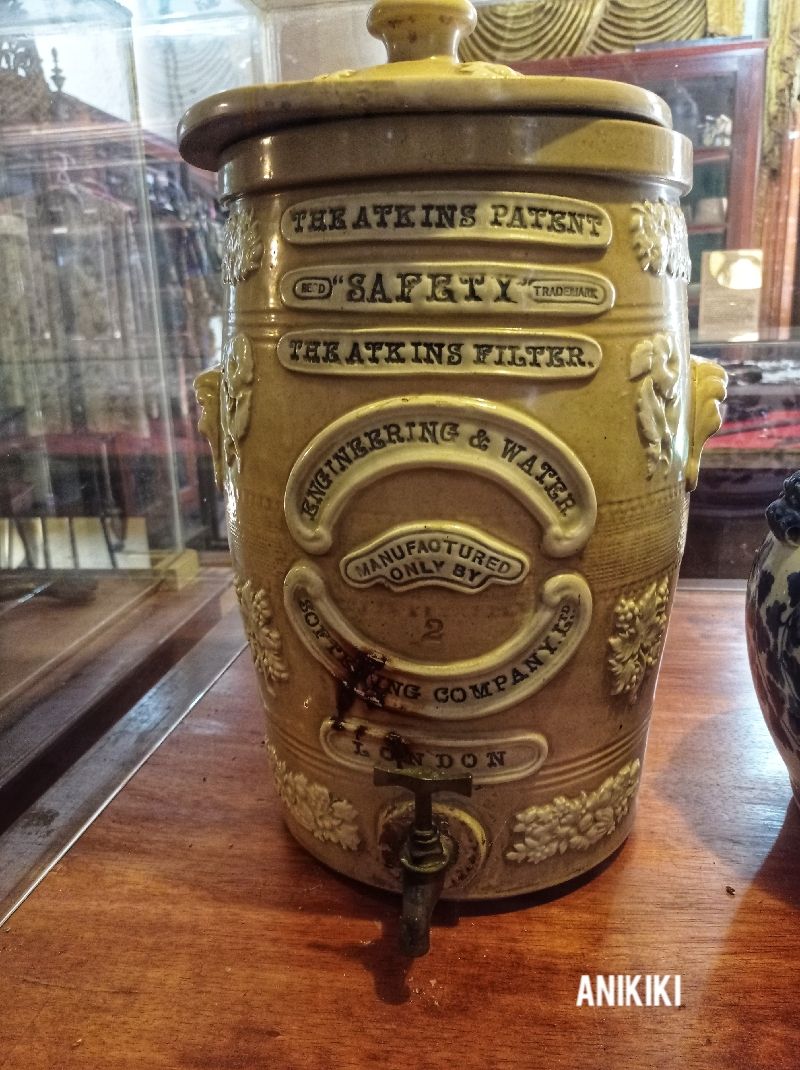 THE ATKINS PATENT
REGD "SAFETY" TRADEMARK
THE ATKINS FILTER.
ENGINEERING & WATER
MANUFACTURED
ONLY BY
2
SOFTENING COMPANY. LTD
LONDON
ANIKIKI